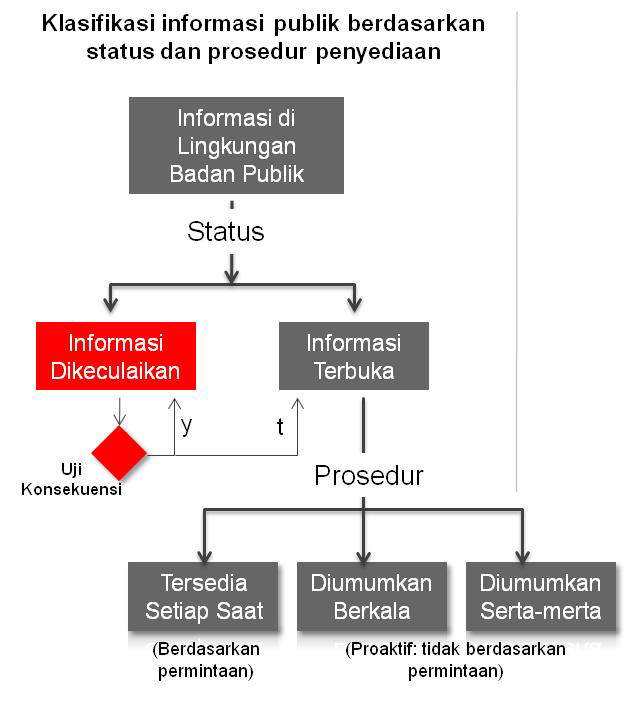 Klasifikasi informasi publik berdasarkan
status dan prosedur penyediaan
Informasi di
Lingkungan
Badan Publik
Status
Informasi
Dikeculaikan
Informasi
Terbuka
y
t
Uji
Konsekuensi
Prosedur
Tersedia
Setiap Saat
Diumumkan
Berkala
Diumumkan
Serta-merta
(Berdasarkan
permintaan)
(Proaktif: tidak berdasarkan
permintaan)